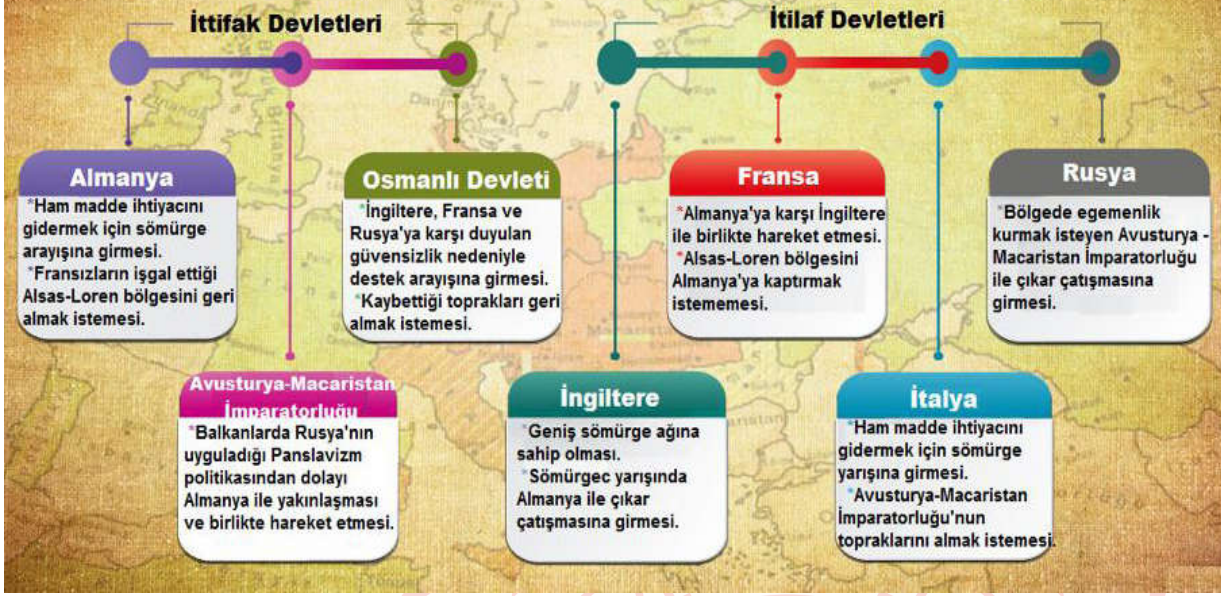 İttifak Devletleri
Almanya
*Ham madde ihtiyacını
gidermek için sömürge
arayışına girmesi.
*Fransızların işgal ettiği
Alsas-Loren bölgesini geri
almak istemesi.
Avusturya-Macaristan
İmparatorluğu
*Balkanlarda Rusya'nın
uyguladığı Panslavizm
politikasından dolayı
Almanya ile yakınlaşması
ve birlikte hareket etmesi.
Osmanlı Devleti
*İngiltere, Fransa ve
Rusya'ya karşı duyulan
güvensizlik nedeniyle
destek arayışına girmesi.
*Kaybettiği toprakları geri
almak istemesi.
İtilaf Devletleri
İngiltere
*Geniş sömürge ağına
sahip olması.
*Sömürgec yarışında
Almanya ile çıkar
çatışmasına girmesi.
Fransa
*Almanya'ya karşı İngiltere
ile birlikte hareket etmesi.
*Alsas-Loren bölgesini
Almanya'ya kaptırmak
istememesi.
İtalya
*Ham madde ihtiyacını
gidermek için sömürge
yarışına girmesi.
*Avusturya-Macaristan
İmparatorluğu'nun
topraklarını almak istemesi.
Rusya
*Bölgede egemenlik
kurmak isteyen Avusturya -
Macaristan İmparatorluğu
ile çıkar çatışmasına
girmesi.